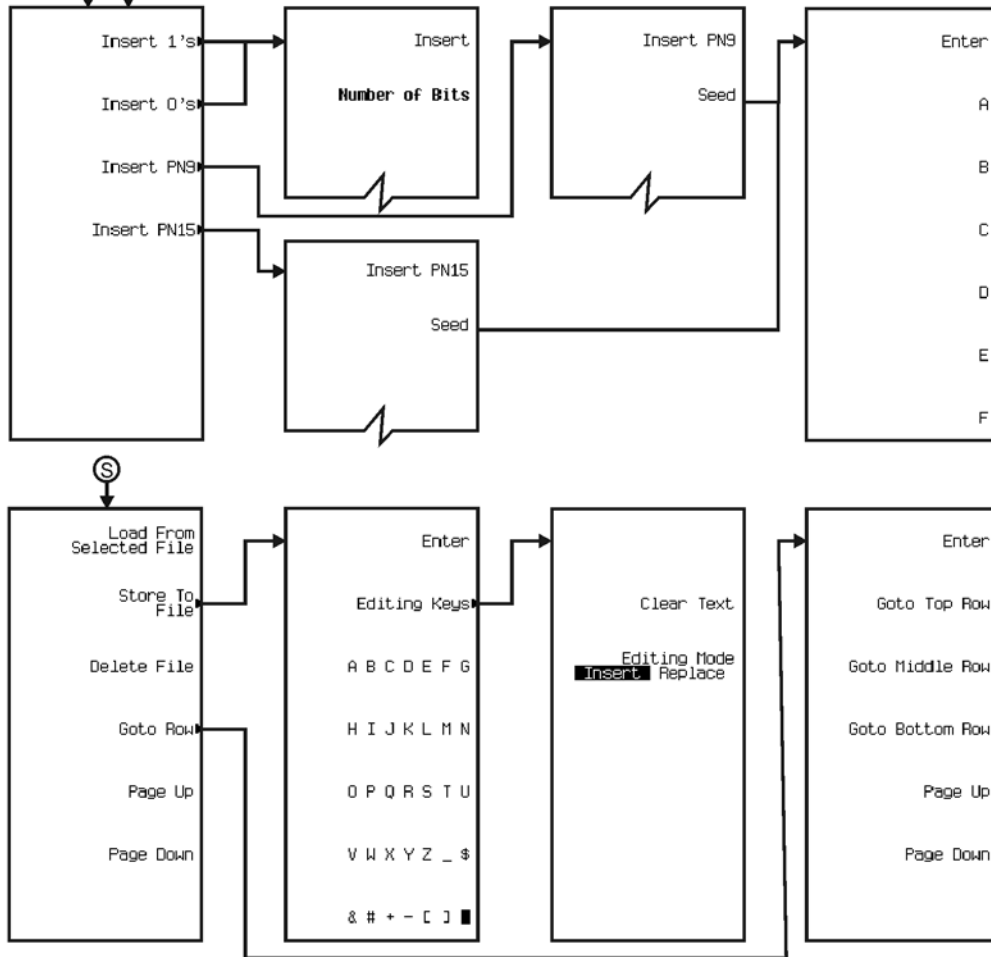 Insert 1's
Insert 0's
Insert PN9
Insert PN15
Insert
Number of Bits
Insert PN9
Seed
Insert PN15
Seed
Enter
A
B
C
D
E
F
S
Load From
Selected File
Store To
File
Delete File
Goto Row
Page Up
Page Down
Enter
Editing Keys
A B C D E F G
H I J K L M N
O P Q R S T U
V W X Y Z _ $
& # + - [ ]
Clear Text
Editing Mode
Insert Replace
Enter
Goto Top Row
Goto Middle Row
Goto Bottom Row
Page Up
Page Down